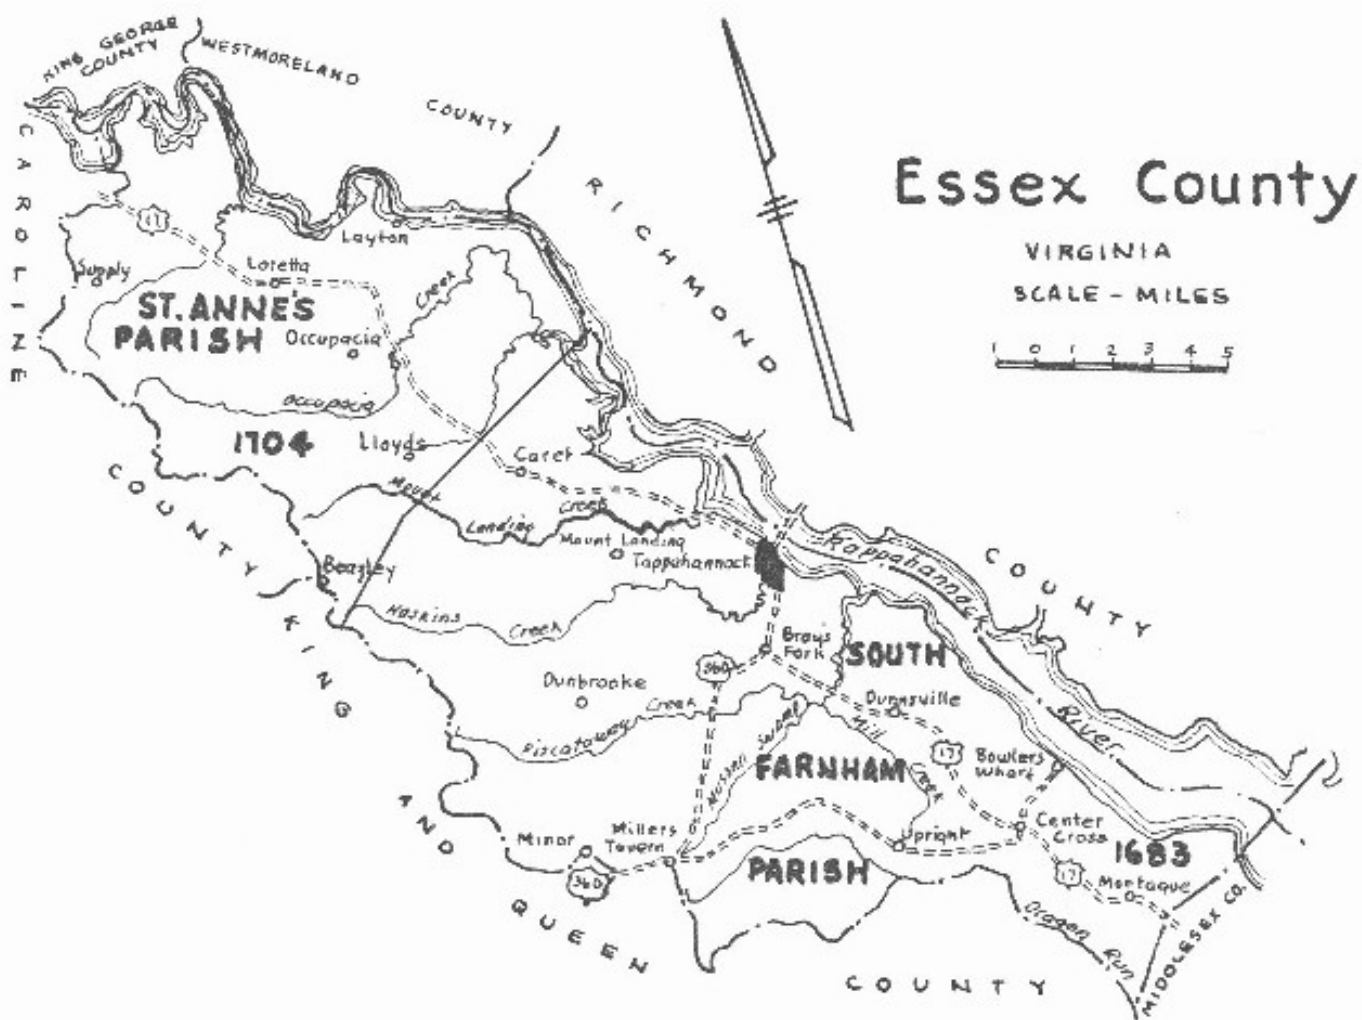 KING GEORGE
COUNTY
WESTMORELAND
COUNTY
CAROLINE
COUNTY
RICHMOND
COUNTY
Essex County
VIRGINIA
SCALE - MILES
1 0 1 2 3 4 5
17
Layton
Supply
Loretta
ST. ANNE'S
PARISH
Occupacia
Creek
Occupacia
1704
Lloyds
Caret
Mount
Landing
Creek
Mount Landing
Tappahannock
Beazley
Haskins
Creek
Rappahannock
River
KING
AND
QUEEN
COUNTY
Brays
Fork
360
SOUTH
Dunbrooke
Dunnsville
Piscataway
Creek
Swamp
Mill
Creek
17
Bowlers
Wharf
FARNHAM
Minor
Millers
Tavern
Upright
Center
Cross
1683
360
PARISH
17
Montaque
Dragon
Run
MIDDLESEX CO.